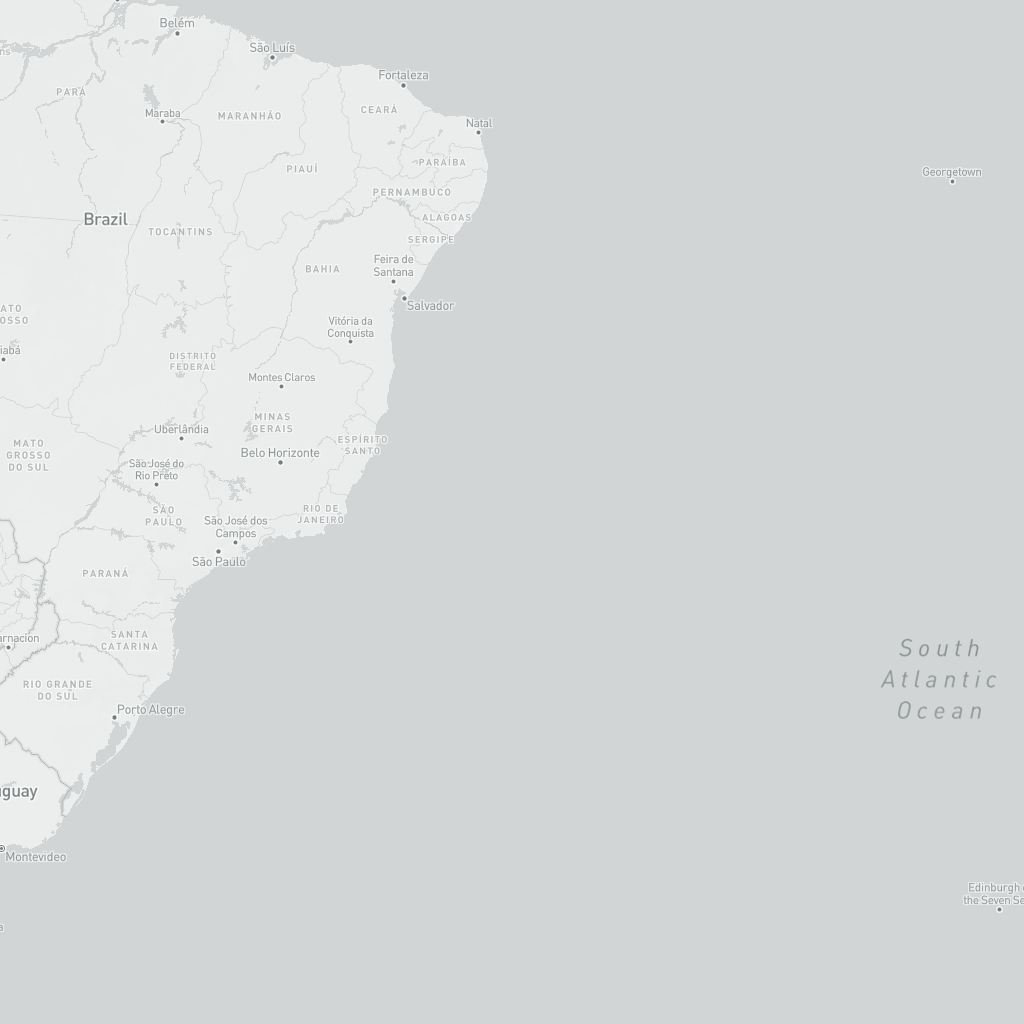 Belém
São Luís
ns
Fortaleza
PARÁ
Maraba
MARANHÃO
CEARÁ
Natal
PARAÍBA
PIAUÍ
Georgetown
PERNAMBUCO
Brazil
ALAGOAS
TOCANTINS
SERGIPE
Feira de
Santana
BAHIA
Salvador
ATO
OSSO
Vitória da
Conquista
iabá
DISTRITO
FEDERAL
Montes Claros
MINAS
GERAIS
Uberlândia
ESPÍRITO
SANTO
MATO
GROSSO
DO SUL
Belo Horizonte
São José do
Rio Preto
RIO DE
JANEIRO
SÃO
PAULO
São José dos
Campos
São Paulo
PARANÁ
SANTA
CATARINA
arnacion
South
Atlantic
Ocean
RIO GRANDE
DO SUL
Porto Alegre
guay
Montevideo
Edinburgh o
the Seven Se
a